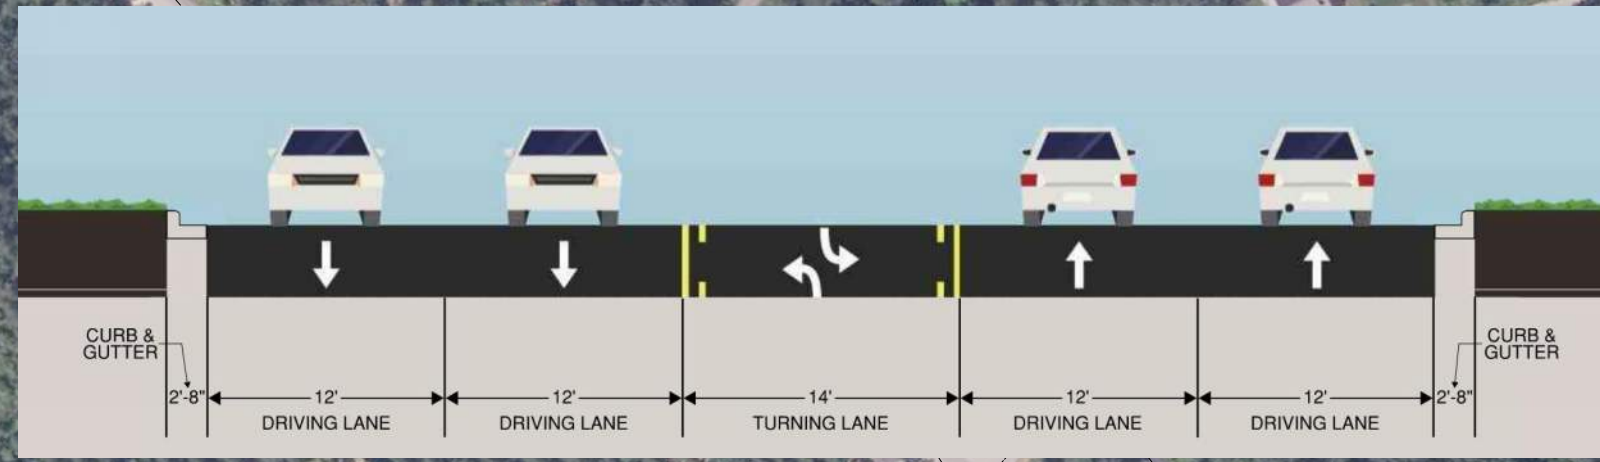 CURB &
GUTTER
CURB &
GUTTER
2'-8" 12' 12' 14' 12' 12' 2'-8"
DRIVING LANE DRIVING LANE TURNING LANE DRIVING LANE DRIVING LANE